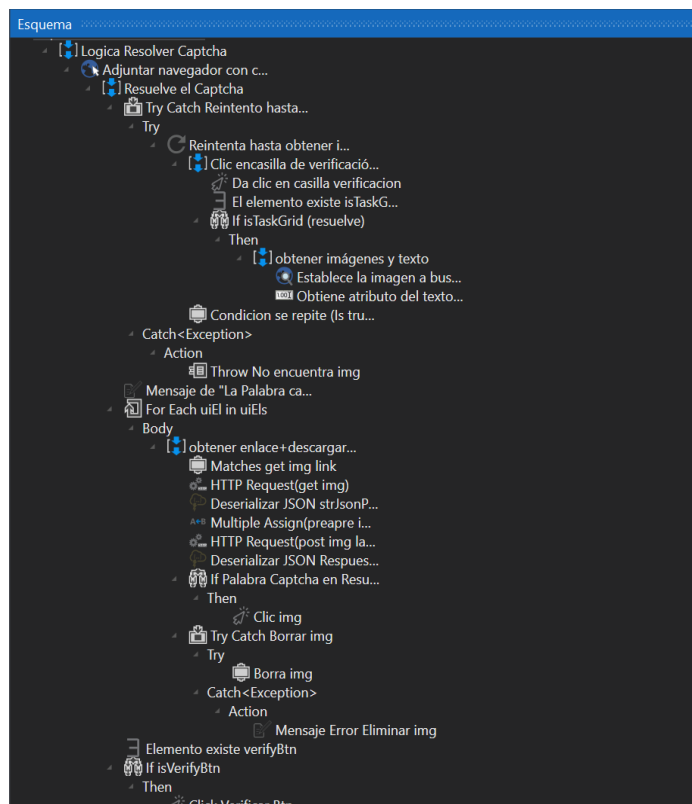 Esquema
Logica Resolver Captcha
Adjuntar navegador con c...
Resuelve el Captcha
Try Catch Reintento hasta...
Try
Reintenta hasta obtener i...
Clic encasilla de verificació...
Da clic en casilla verificacion
El elemento existe isTaskG...
If isTaskGrid (resuelve)
Then
obtener imágenes y texto
Establece la imagen a bus...
Obtiene atributo del texto...
Condicion se repite (Is tru...
Catch<Exception>
Action
Throw No encuentra img
Mensaje de "La Palabra ca...
For Each uiEl in uiEls
Body
obtener enlace+descargar...
Matches get img link
HTTP Request(get img)
Deserializar JSON strJsonP...
A+B Multiple Assign(preapre i...
HTTP Request(post img la...
Deserializar JSON Respues...
If Palabra Captcha en Resu...
Then
Clic img
Try Catch Borrar img
Try
Borra img
Catch<Exception>
Action
Mensaje Error Eliminar img
Elemento existe verifyBtn
If isVerifyBtn
Then
Click Verificar Btn